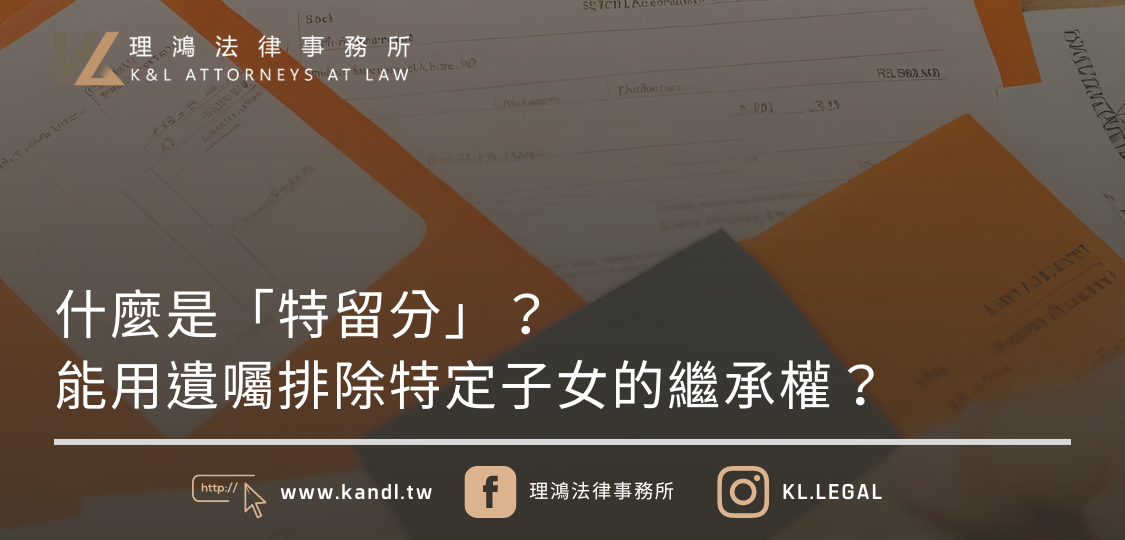 理鴻法律事務所
K&L ATTORNEYS AT LAW
什麼是「特留分」？
能用遺囑排除特定子女的繼承權？
http://
www.kandl.tw
理鴻法律事務所
KL.LEGAL